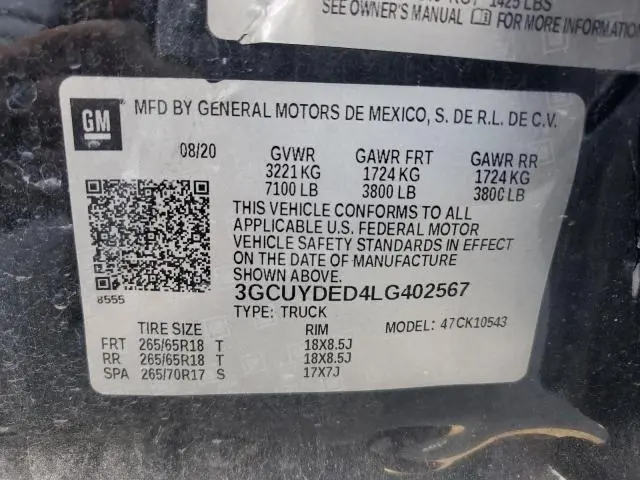 1425 LBS
SEE OWNER'S MANUAL FOR MORE INFORMATION
GM
MFD BY GENERAL MOTORS DE MEXICO, S. DE R.L. DE C.V.
08/20 GVWR GAWR FRT GAWR RR
3221 KG 1724 KG 1724 KG
7100 LB 3800 LB 3800 LB
THIS VEHICLE CONFORMS TO ALL
APPLICABLE U.S. FEDERAL MOTOR
VEHICLE SAFETY STANDARDS IN EFFECT
ON THE DATE OF MANUFACTURE
SHOWN ABOVE.
8555
3GCUYDED4LG402567
TYPE: TRUCK MODEL: 47CK10543
TIRE SIZE RIM
FRT 265/65R18 T 18X8.5J
RR 265/65R18 T 18X8.5J
SPA 265/70R17 S 17X7J